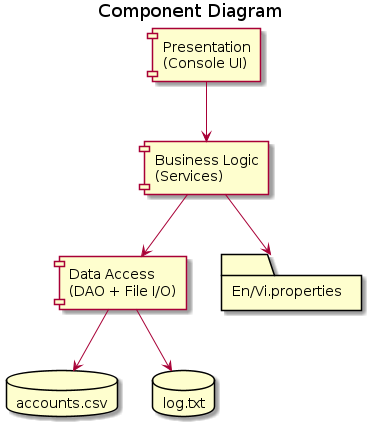 Component Diagram
Presentation
(Console UI)
Business Logic
(Services)
Data Access
(DAO + File I/O)
En/Vi.properties
accounts.csv
log.txt